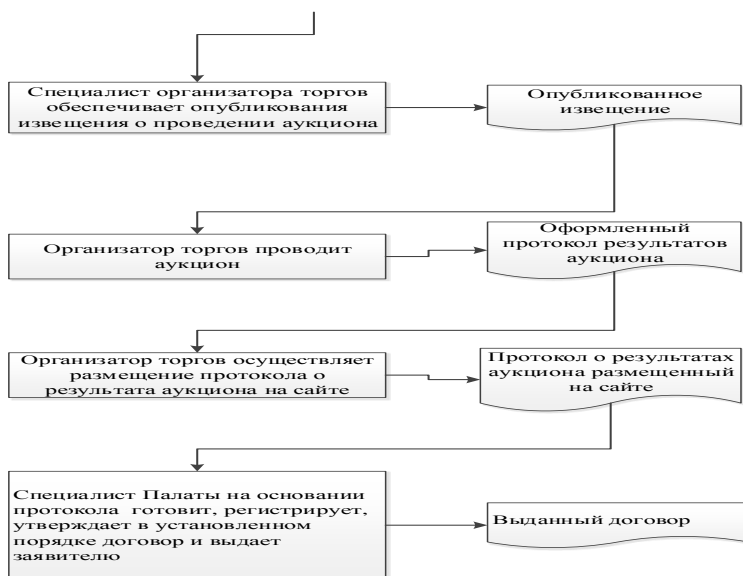 Специалист организатора торгов
обеспечивает опубликования
извещения о проведении аукциона
Опубликованное
извещение
Организатор торгов проводит
аукцион
Оформленный
протокол результатов
аукциона
Организатор торгов осуществляет
размещение протокола о
результата аукциона на сайте
Протокол о результатах
аукциона размещенный
на сайте
Специалист Палаты на основании
протокола готовит, регистрирует,
утверждает в установленном
порядке договор и выдает
заявителю
Выданный договор